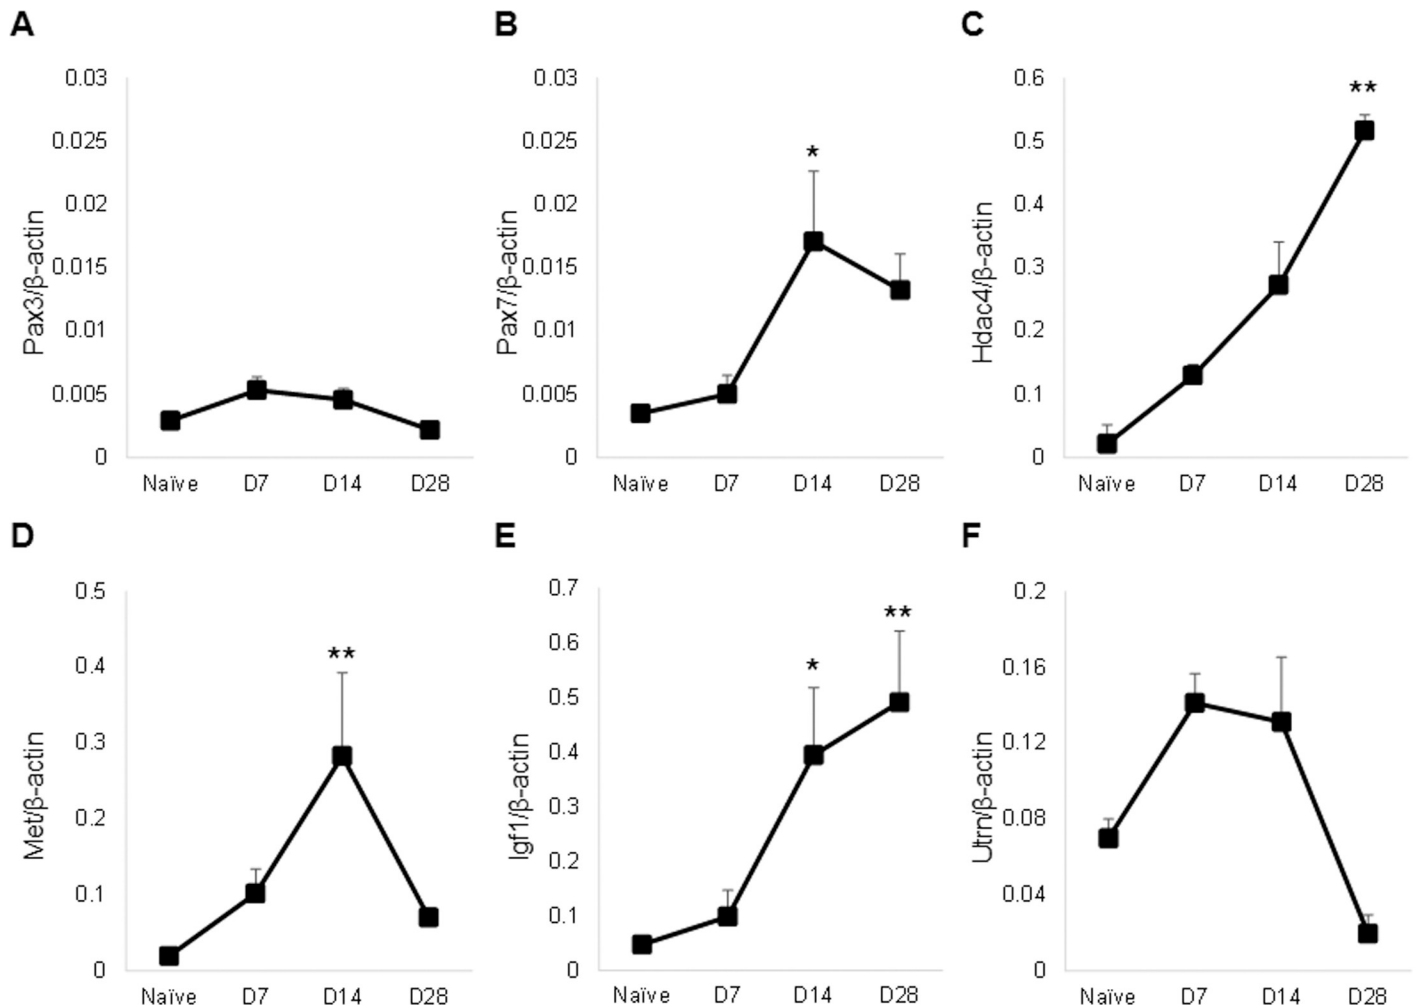 A
Pax3/β-actin
0.03
0.025
0.02
0.015
0.01
0.005
0
Naïve D7 D14 D28
B
Pax7/β-actin
0.03
0.025
0.02
0.015
0.01
0.005
0
*
Naïve D7 D14 D28
C
Hdac4/β-actin
0.6
0.5
0.4
0.3
0.2
0.1
0
**
Naïve D7 D14 D28
D
Met/β-actin
0.5
0.4
0.3
0.2
0.1
0
**
Naïve D7 D14 D28
E
Igf1/β-actin
0.7
0.6
0.5
0.4
0.3
0.2
0.1
0
* **
Naïve D7 D14 D28
F
Utrn/β-actin
0.2
0.16
0.12
0.08
0.04
0
Naïve D7 D14 D28